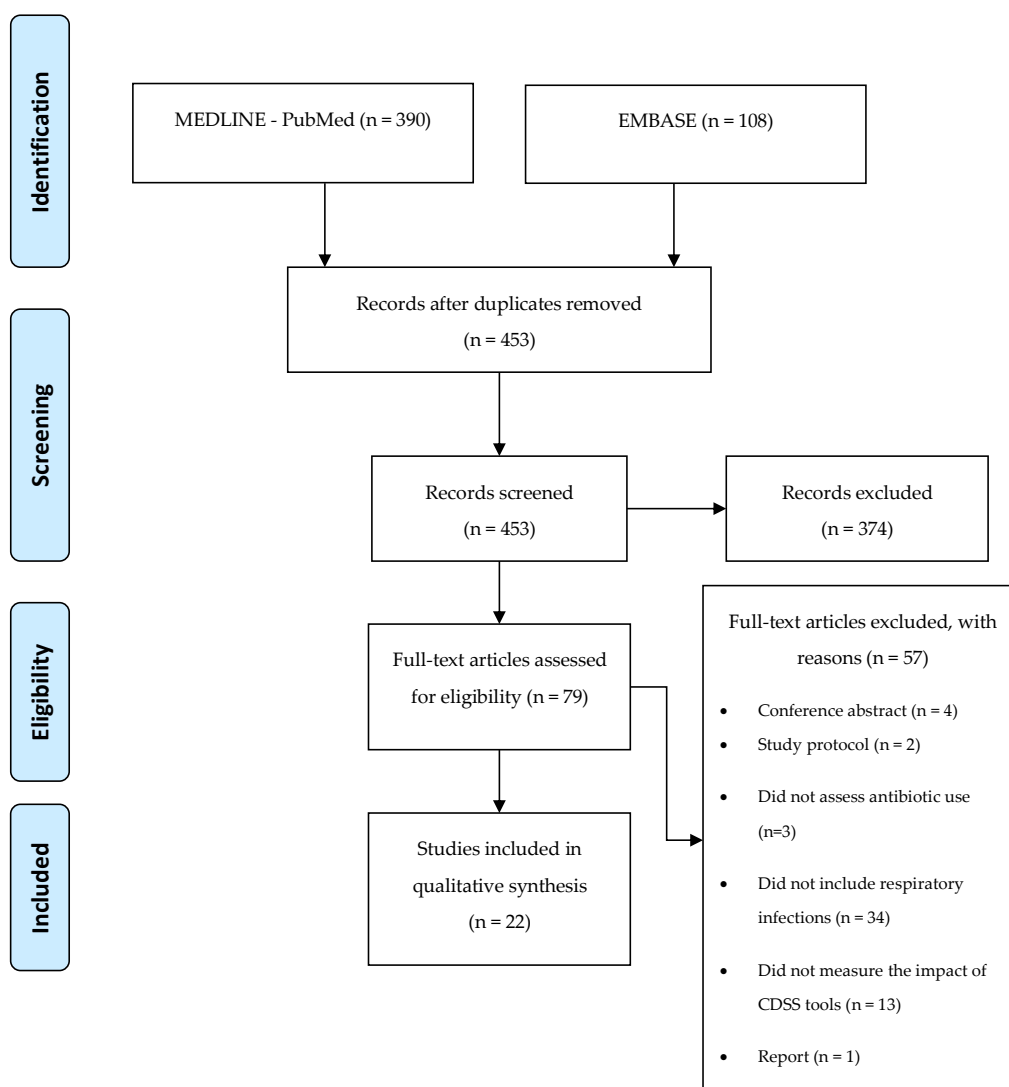 Identification
MEDLINE - PubMed (n = 390)
EMBASE (n = 108)
Records after duplicates removed
(n = 453)
Screening
Records screened
(n = 453)
Records excluded
(n = 374)
Eligibility
Full-text articles assessed
for eligibility (n = 79)
Full-text articles excluded, with
reasons (n = 57)
• Conference abstract (n = 4)
• Study protocol (n = 2)
• Did not assess antibiotic use
(n=3)
• Did not include respiratory
infections (n = 34)
• Did not measure the impact of
CDSS tools (n = 13)
• Report (n = 1)
Included
Studies included in
qualitative synthesis
(n = 22)